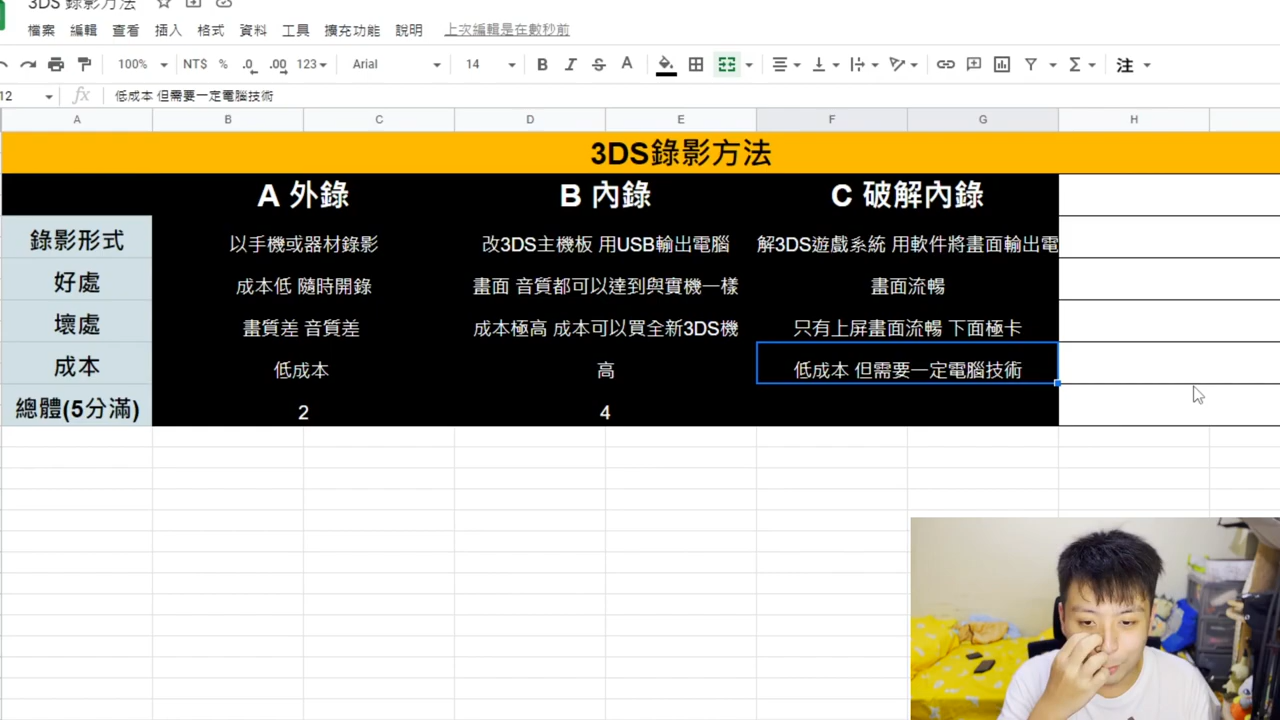 3DS 錄影方法
檔案 編輯 查看 插入 格式 資料 工具 擴充功能 說明 上次編輯是在數秒前
100% NT$ % .0 .00 123 Arial 14 B I S A Σ 注
12 fx 低成本 但需要一定電腦技術
A B C D E F G H
3DS錄影方法
A 外錄 B 內錄 C 破解內錄
錄影形式 以手機或器材錄影 改3DS主機板 用USB輸出電腦 解3DS遊戲系統 用軟件將畫面輸出電
好處 成本低 隨時開錄 畫面 音質都可以達到與實機一樣 畫面流暢
壞處 畫質差 音質差 成本極高 成本可以買全新3DS機 只有上屏畫面流暢 下面極卡
成本 低成本 高 低成本 但需要一定電腦技術
總體(5分滿) 2 4